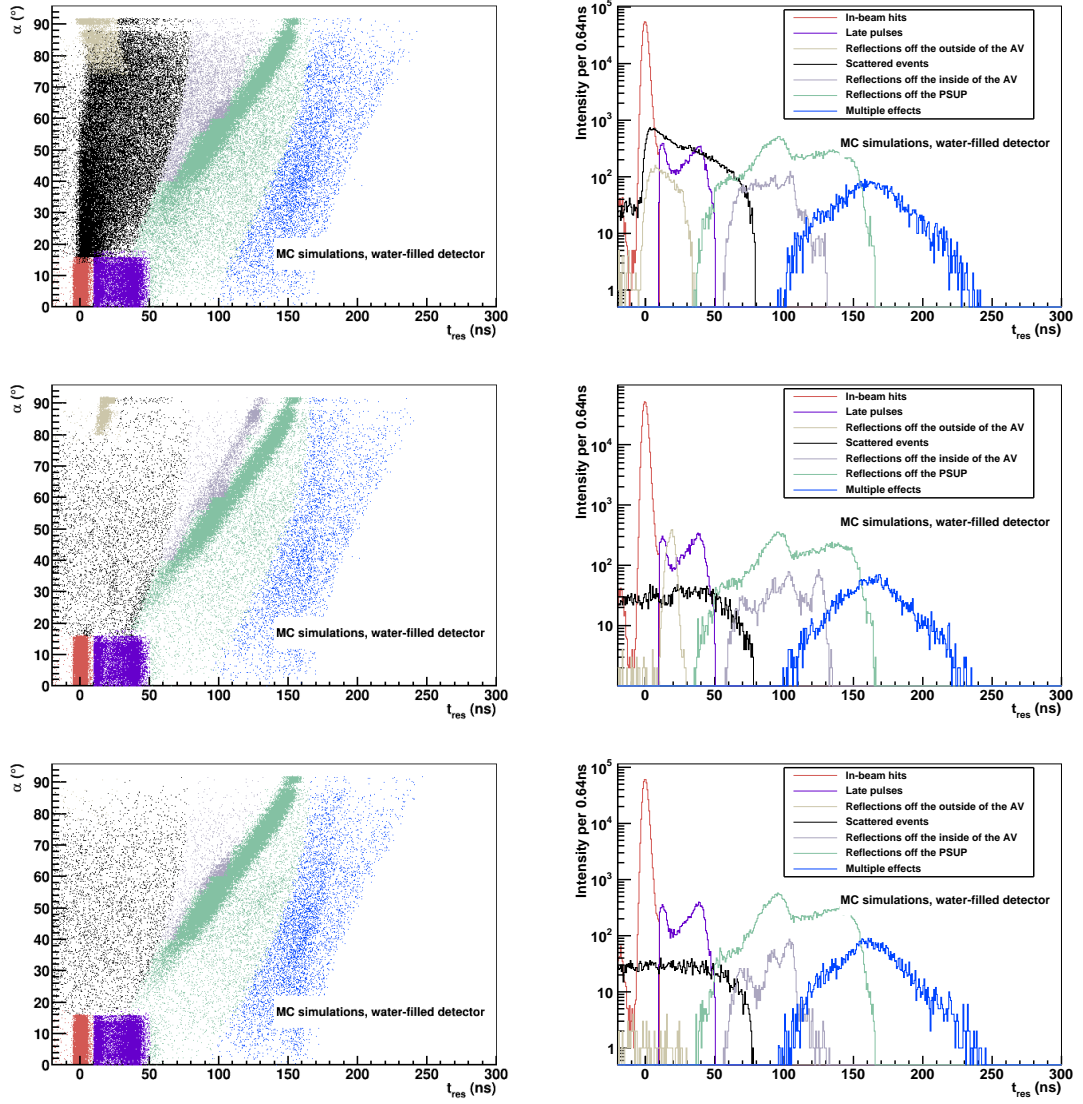 α (°)
90
80
70
60
50
40
30
20
10
0
MC simulations, water-filled detector
0 50 100 150 200 250 300
t_res (ns)
Intensity per 0.64ns
10^5
10^4
10^3
10^2
10
1
In-beam hits
Late pulses
Reflections off the outside of the AV
Scattered events
Reflections off the inside of the AV
Reflections off the PSUP
Multiple effects
MC simulations, water-filled detector
0 50 100 150 200 250 300
t_res (ns)
α (°)
90
80
70
60
50
40
30
20
10
0
MC simulations, water-filled detector
0 50 100 150 200 250 300
t_res (ns)
Intensity per 0.64ns
10^4
10^3
10^2
10
In-beam hits
Late pulses
Reflections off the outside of the AV
Scattered events
Reflections off the inside of the AV
Reflections off the PSUP
Multiple effects
MC simulations, water-filled detector
0 50 100 150 200 250 300
t_res (ns)
α (°)
90
80
70
60
50
40
30
20
10
0
MC simulations, water-filled detector
0 50 100 150 200 250 300
t_res (ns)
Intensity per 0.64ns
10^5
10^4
10^3
10^2
10
1
In-beam hits
Late pulses
Reflections off the outside of the AV
Scattered events
Reflections off the inside of the AV
Reflections off the PSUP
Multiple effects
MC simulations, water-filled detector
0 50 100 150 200 250 300
t_res (ns)